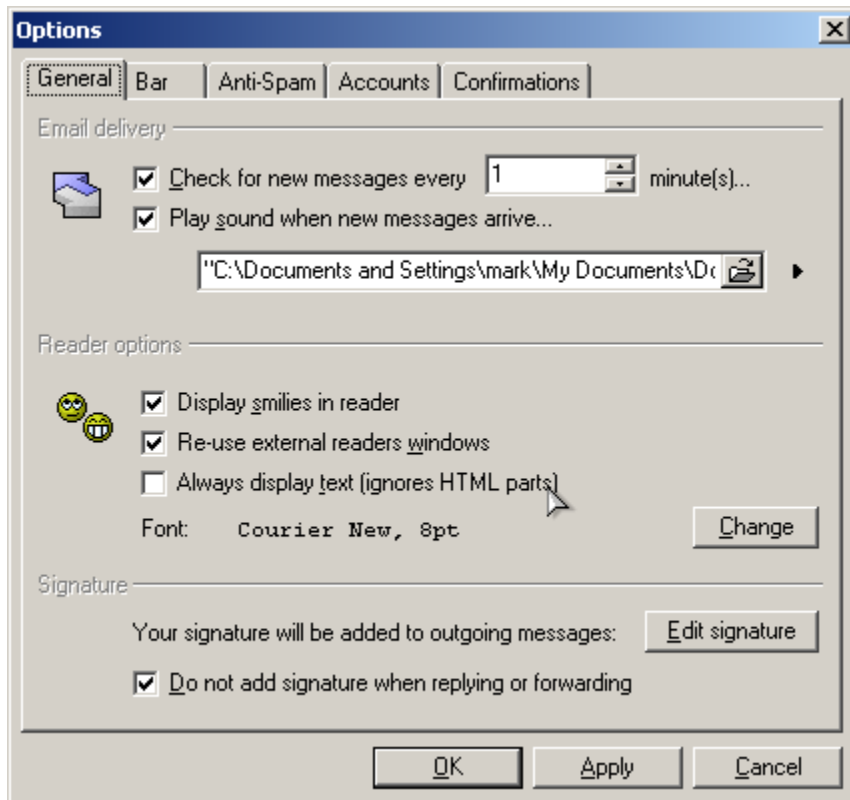 Options
General Bar Anti-Spam Accounts Confirmations
Email delivery
Check for new messages every 1 minute(s)...
Play sound when new messages arrive...
"C:\Documents and Settings\mark\My Documents\Do
Reader options
Display smilies in reader
Re-use external readers windows
Always display text (ignores HTML parts)
Font: Courier New, 8pt Change
Signature
Your signature will be added to outgoing messages: Edit signature
Do not add signature when replying or forwarding
OK Apply Cancel